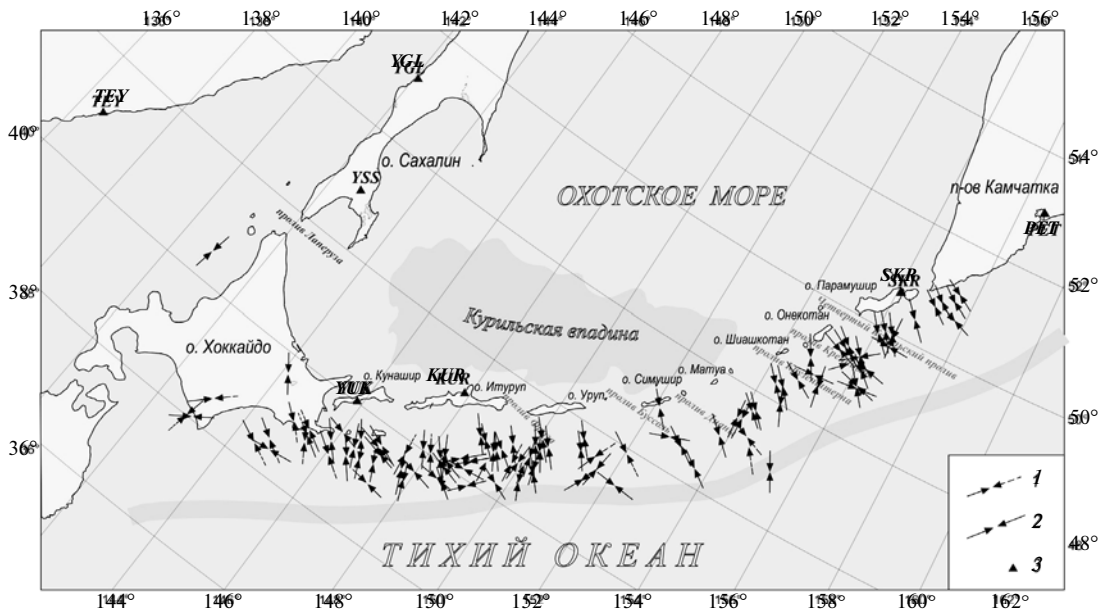 136° 138° 140° 142° 144° 146° 148° 150° 152° 154° 156°
YGL
TEY
40°
о. Сахалин
54°
YSS
ОХОТСКОЕ МОРЕ
п-ов Камчатка
пролив Лаперуза
PET
SKR
о. Парамушир
52°
38°
Четвертый Курильский пролив
о. Онекотан
Курильская впадина
о. Шиашкотан
о. Хоккайдо
о. Матуа
о. Кунашир
KUR
о. Симушир
YUK
о. Итуруп
о. Уруп
50°
36°
1
2
ТИХИЙ ОКЕАН
48°
3
144° 146° 148° 150° 152° 154° 156° 158° 160° 162°